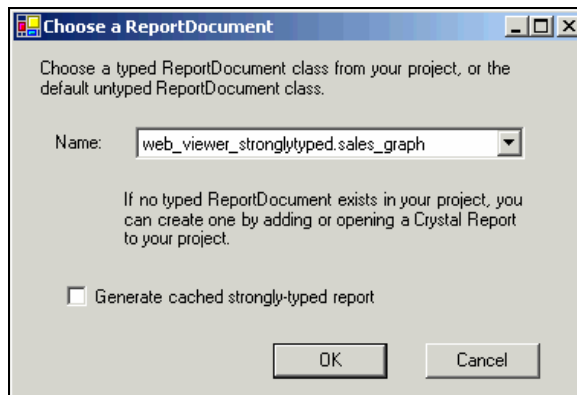 Choose a ReportDocument
Choose a typed ReportDocument class from your project, or the
default untyped ReportDocument class.
Name: web_viewer_stronglytyped.sales_graph
If no typed ReportDocument exists in your project, you
can create one by adding or opening a Crystal Report
to your project.
Generate cached strongly-typed report
OK Cancel